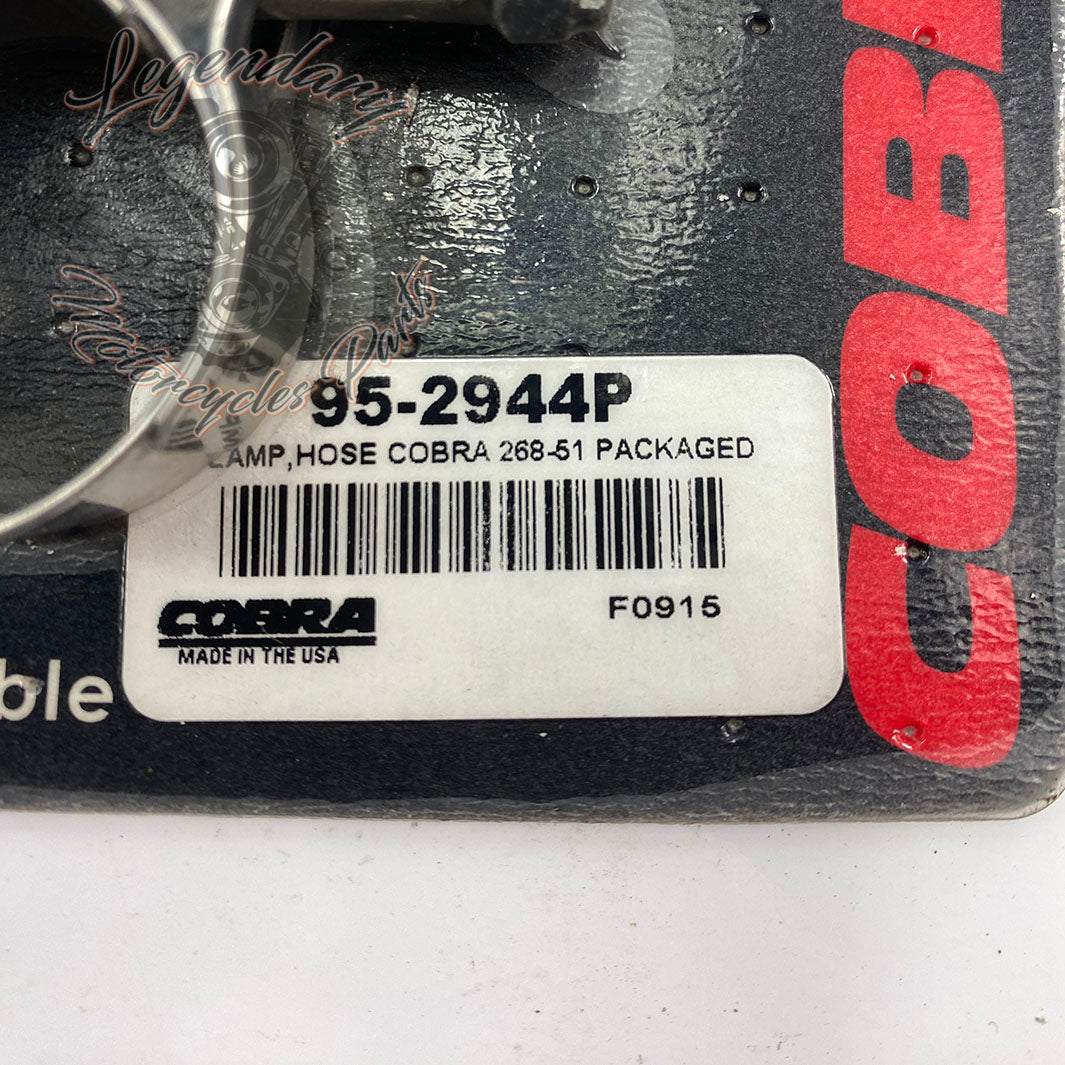 Legendary
Motorcycles Parts
COB
95-2944P
LAMP,HOSE COBRA 268-51 PACKAGED
COBRA
F0915
MADE IN THE USA
ble